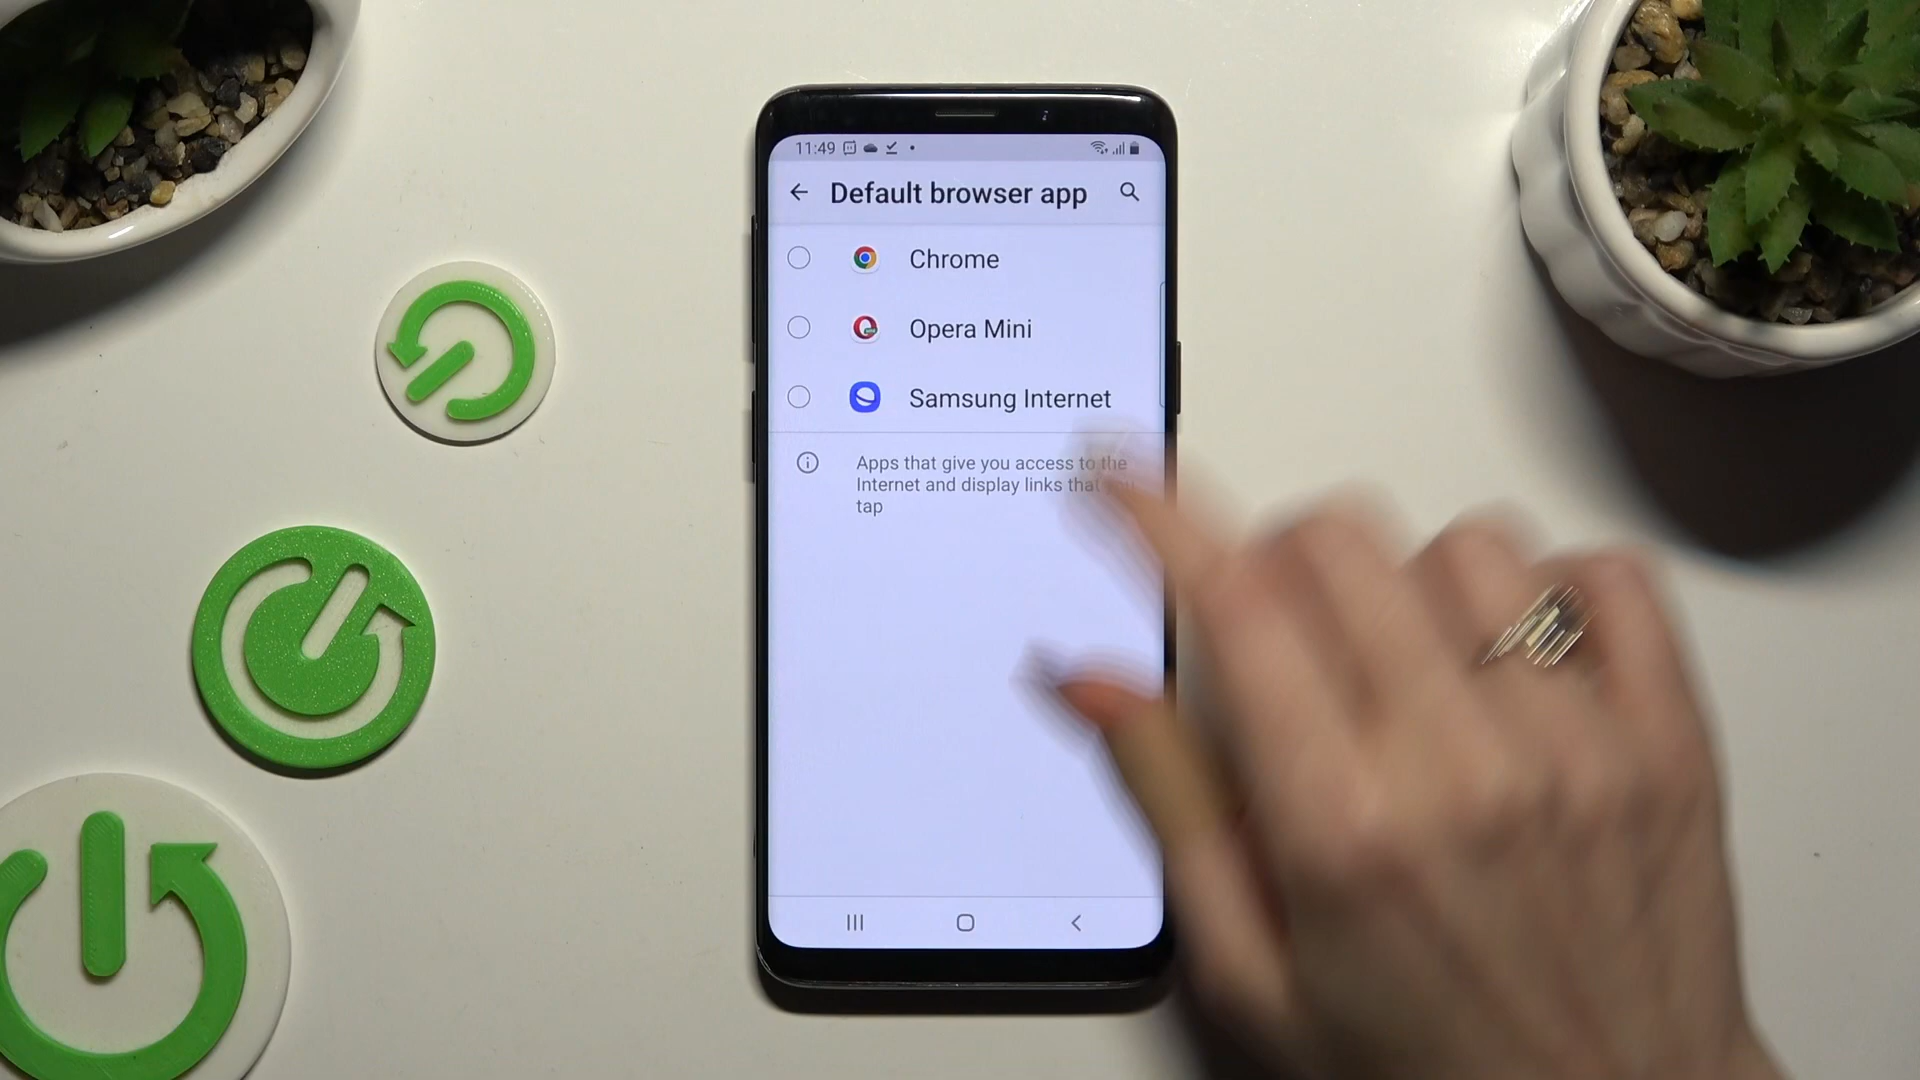 11:49
Default browser app
Chrome
Opera Mini
Samsung Internet
Apps that give you access to the
Internet and display links that you
tap